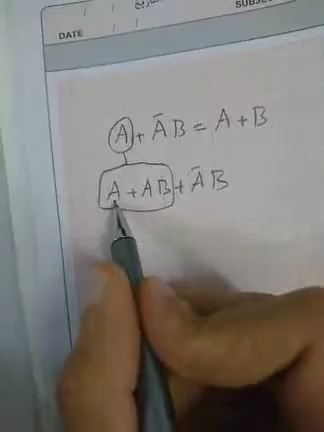 DATE / /
A + ĀB = A + B
A + AB + ĀB